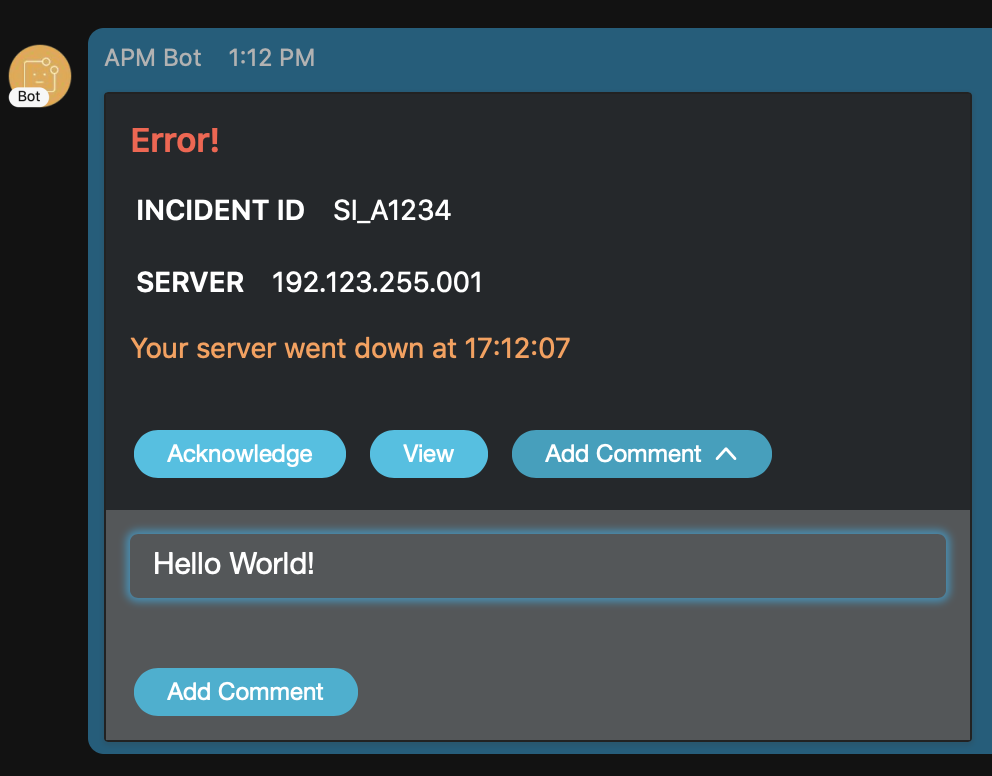 APM Bot 1:12 PM
Bot
Error!
INCIDENT ID SI_A1234
SERVER 192.123.255.001
Your server went down at 17:12:07
Acknowledge View Add Comment
Hello World!
Add Comment